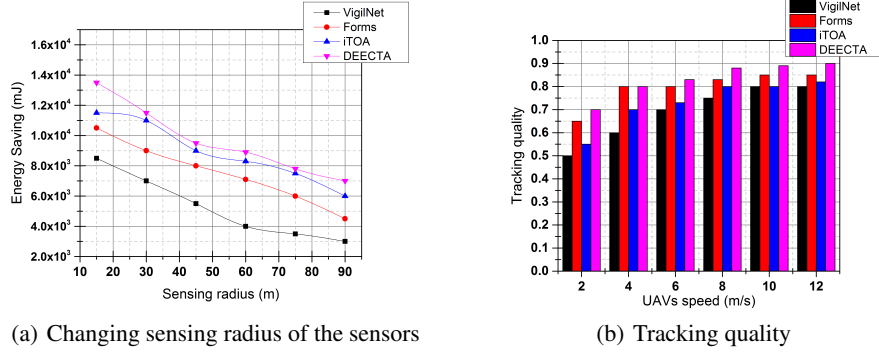 VigilNet
Forms
iTOA
DEECTA
1.6x10⁴
1.4x10⁴
1.2x10⁴
1.0x10⁴
8.0x10³
6.0x10³
4.0x10³
2.0x10³
Energy Saving (mJ)
10 20 30 40 50 60 70 80 90
Sensing radius (m)
(a) Changing sensing radius of the sensors
VigilNet
Forms
iTOA
DEECTA
1.0
0.9
0.8
0.7
0.6
0.5
0.4
0.3
0.2
0.1
0.0
Tracking quality
2 4 6 8 10 12
UAVs speed (m/s)
(b) Tracking quality